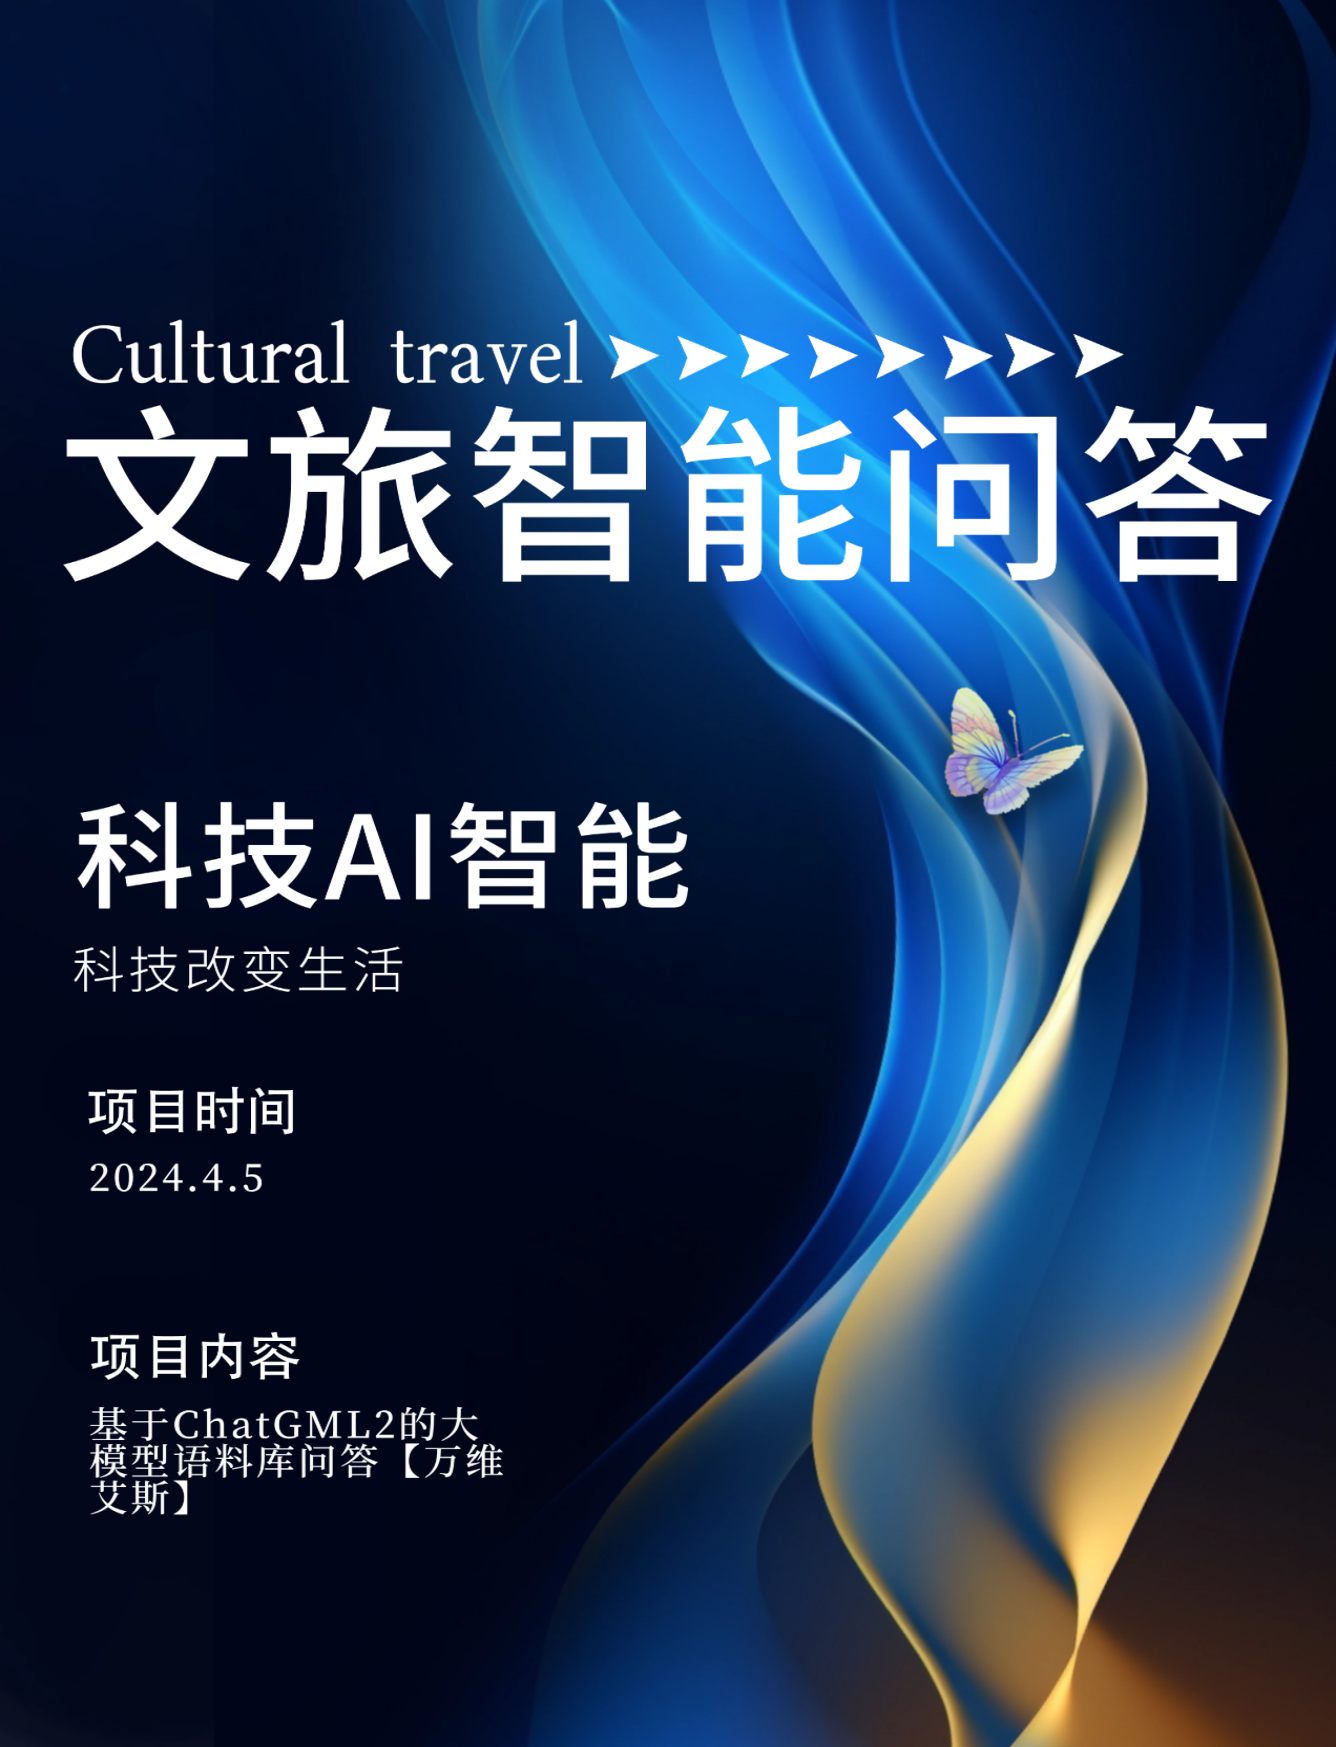 Cultural travel
文旅智能问答
科技AI智能
科技改变生活
项目时间
2024.4.5
项目内容
基于ChatGML2的大
模型语料库问答【万维
艾斯】